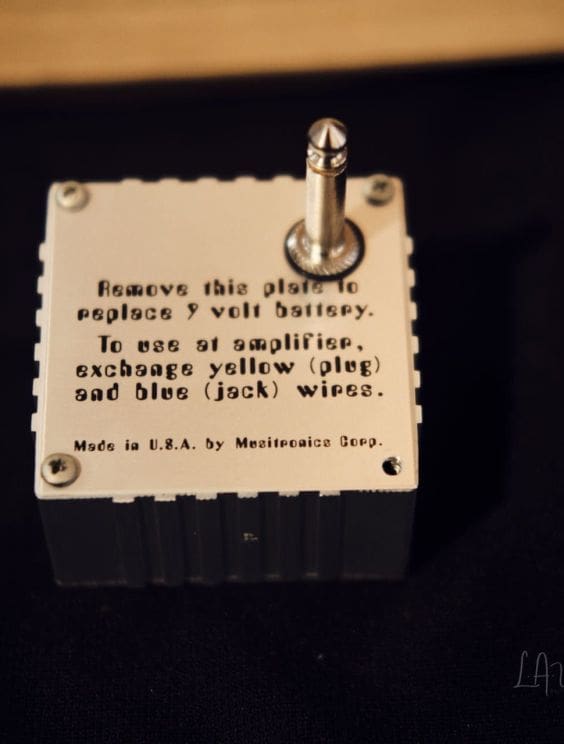 Remove this plate to
replace 9 volt battery.
To use at amplifier,
exchange yellow (plug)
and blue (jack) wires.
Made in U.S.A. by Musitronics Corp.